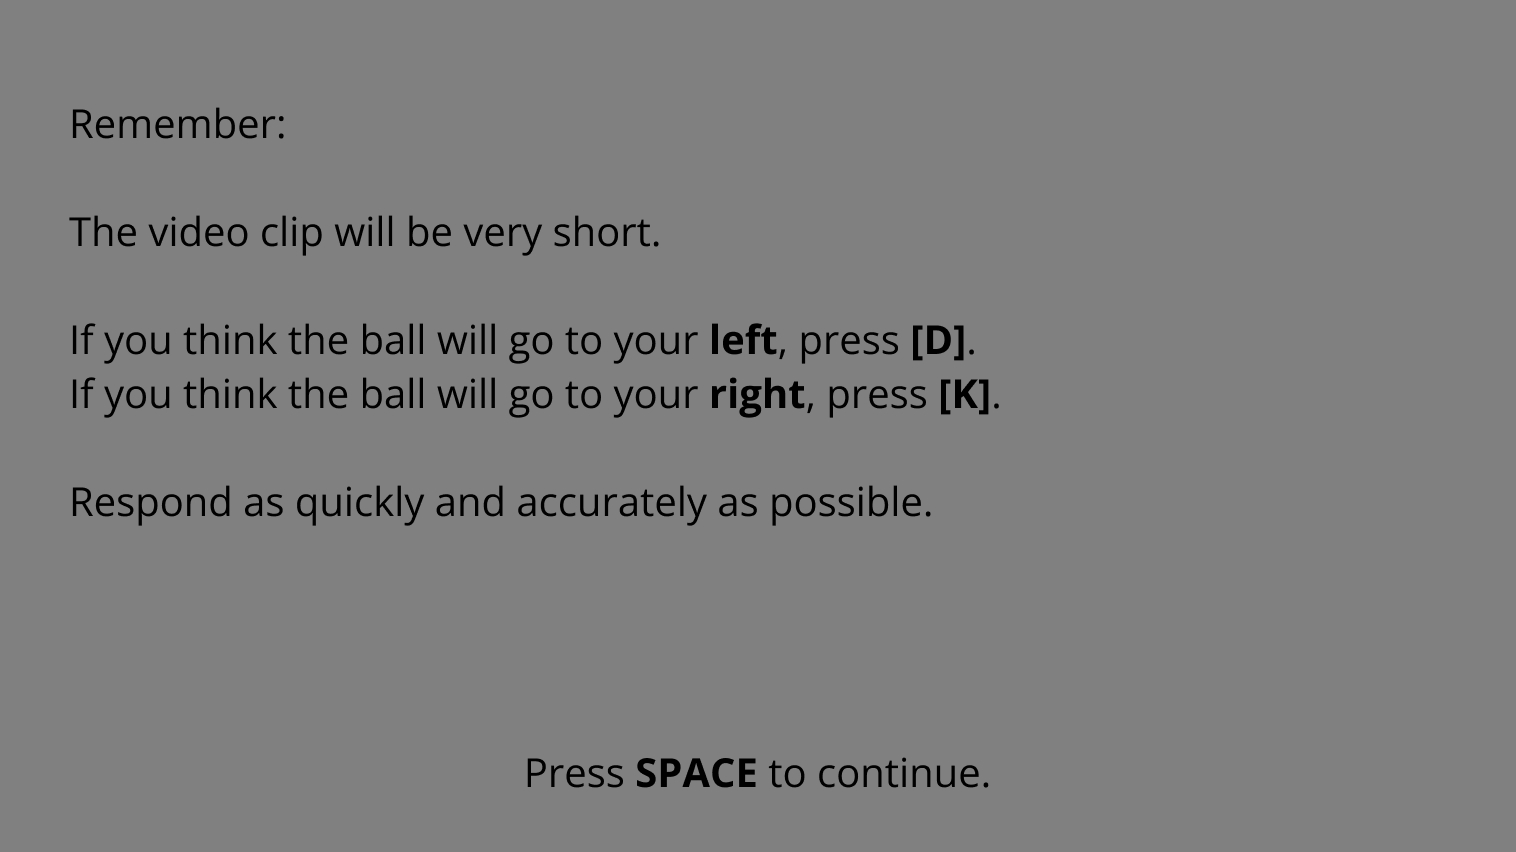 Remember:
The video clip will be very short.
If you think the ball will go to your left, press [D].
If you think the ball will go to your right, press [K].
Respond as quickly and accurately as possible.
Press SPACE to continue.